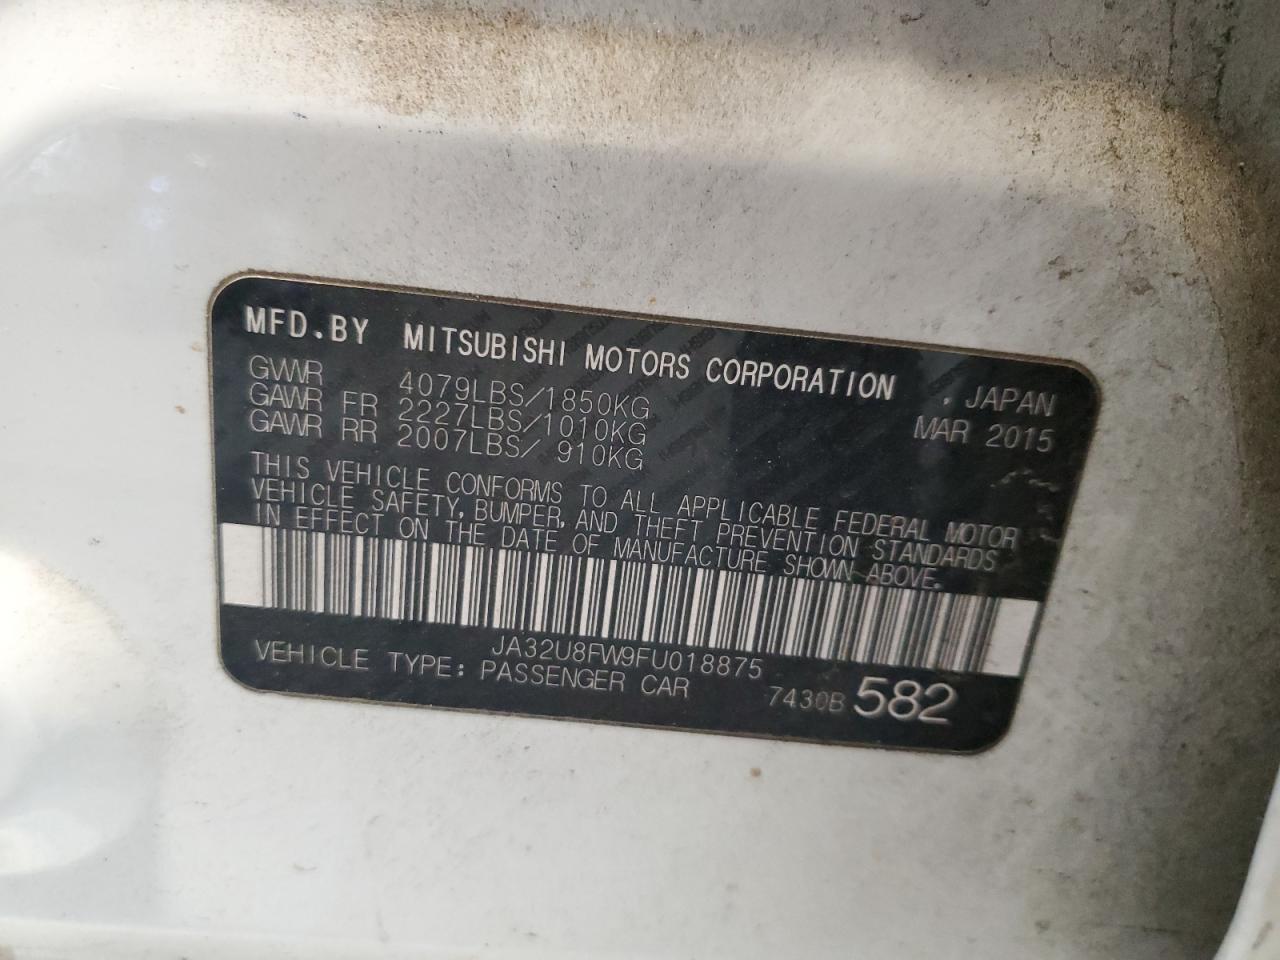 MFD.BY MITSUBISHI MOTORS CORPORATION , JAPAN
GVWR 4079LBS/1850KG MAR 2015
GAWR FR 2227LBS/1010KG
GAWR RR 2007LBS/ 910KG
THIS VEHICLE CONFORMS TO ALL APPLICABLE FEDERAL MOTOR
VEHICLE SAFETY, BUMPER, AND THEFT PREVENTION STANDARDS
IN EFFECT ON THE DATE OF MANUFACTURE SHOWN ABOVE.
JA32U8FW9FU018875
VEHICLE TYPE: PASSENGER CAR 7430B 582